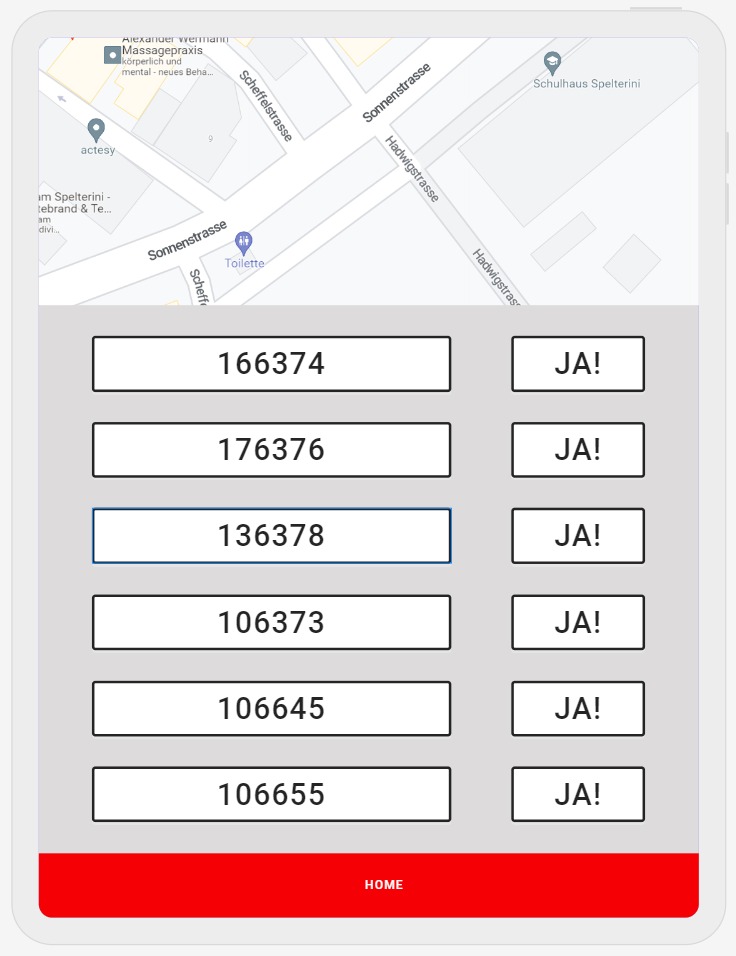 Alexander Wermann
Massagepraxis
körperlich und
mental - neues Beha...
Scheffelstrasse
Sonnenstrasse
Schulhaus Spelterini
actesy
9
Hadwigstrasse
am Spelterini -
tebrand & Te...
am
divi...
Sonnenstrasse
Toilette
Scheffe
Hadwigstrasse
166374 JA!
176376 JA!
136378 JA!
106373 JA!
106645 JA!
106655 JA!
HOME